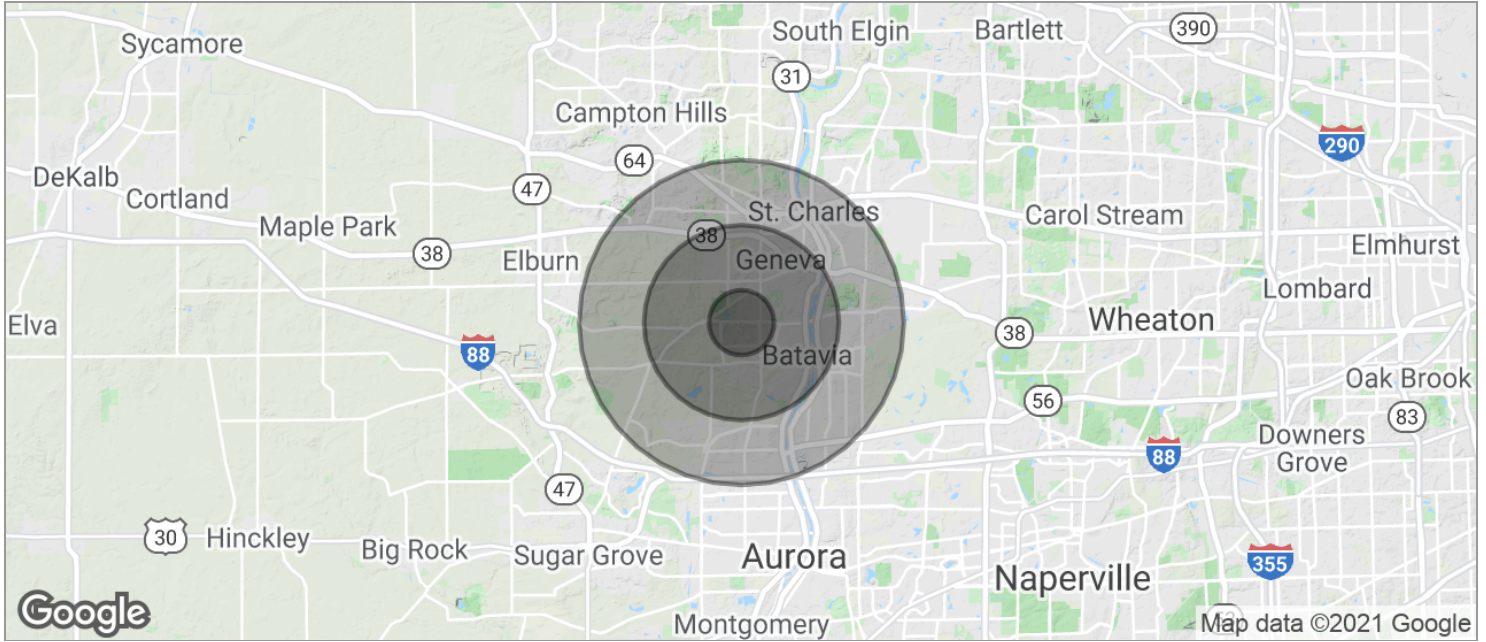 South Elgin
Bartlett
390
Sycamore
31
Campton Hills
290
64
DeKalb
47
Cortland
St. Charles
Carol Stream
Maple Park
38
38
Elmhurst
Elburn
Geneva
Lombard
Elva
Wheaton
38
88
Batavia
Oak Brook
56
83
Downers
Grove
88
47
30
Hinckley
Big Rock
Sugar Grove
Aurora
355
Naperville
Google
Montgomery
Map data ©2021 Google